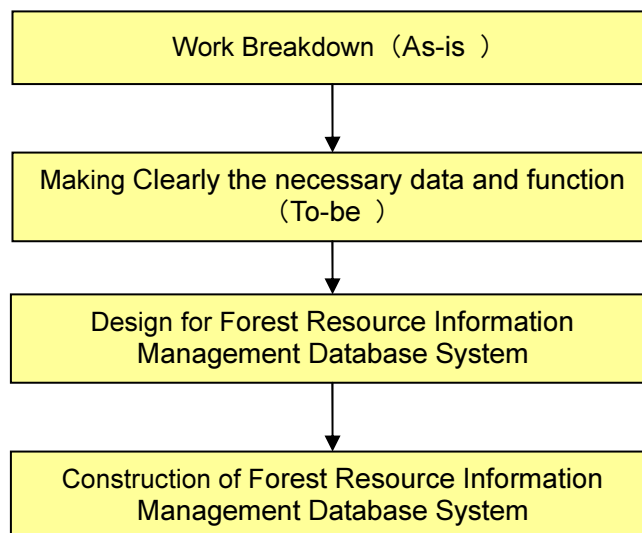 Work Breakdown（As-is ）
Making Clearly the necessary data and function
（To-be ）
Design for Forest Resource Information
Management Database System
Construction of Forest Resource Information
Management Database System